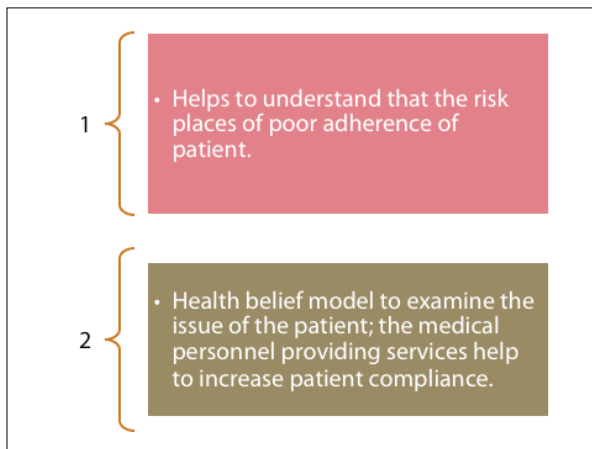 1
• Helps to understand that the risk
places of poor adherence of
patient.
2
• Health belief model to examine the
issue of the patient; the medical
personnel providing services help
to increase patient compliance.